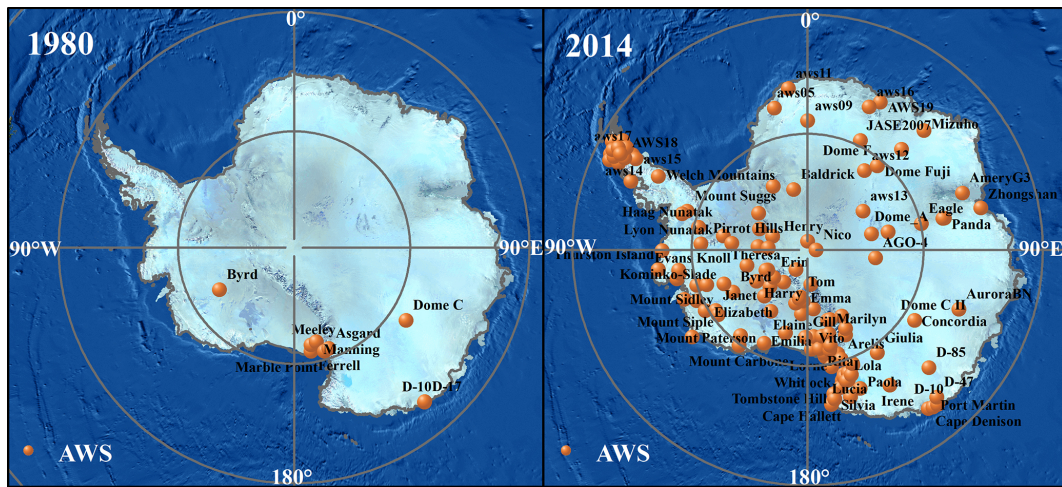 1980
0°
90°W
Byrd
Dome C
Meeley
Asgard
Manning
Marble Point
Ferrell
D-10
D-17
AWS
180°
2014
0°
aws11
aws05
aws16
aws09
AWS19
JASE2007
Mizuho
aws17
AWS18
aws15
aws14
Dome F
aws12
Baldrick
Dome Fuji
Welch Mountains
AmeryG3
Mount Suggs
Zhongshan
aws13
Haag Nunatak
Dome A
Eagle
Lyon Nunatak
Pirrot Hills
Henry
Nico
Panda
90°E
90°W
AGO-4
Thurston Island
Evans Knoll
Theresa
Erin
Kominko-Slade
Byrd
Tom
Janet
Harry
Mount Sidley
Emma
Dome C II
AuroraBN
Elizabeth
Concordia
Mount Siple
Elaine
Gill
Marilyn
Mount Paterson
Emilia
Vito
Arelis
Giulia
Mount Carbone
Rita
Lola
D-85
Whitlock
Lucia
Paola
D-10
D-47
Tombstone Hill
Silvia
Irene
Port Martin
Cape Hallett
Cape Denison
AWS
180°